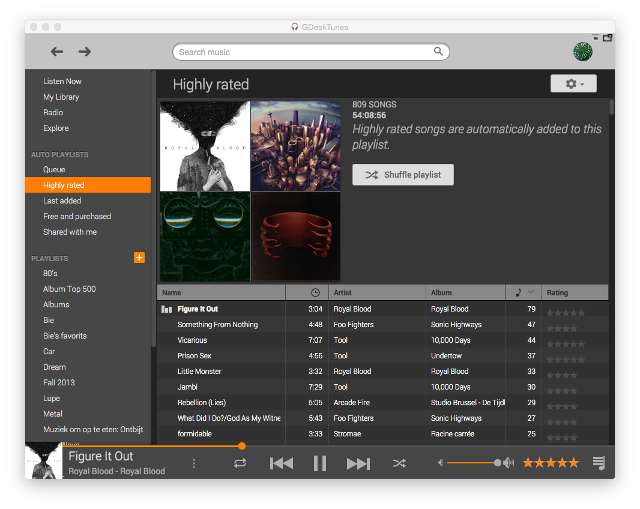 GDeskTunes
Search music
Listen Now
My Library
Radio
Explore
AUTO PLAYLISTS
Queue
Highly rated
Last added
Free and purchased
Shared with me
PLAYLISTS
80's
Album Top 500
Albums
Bie
Bie's favorits
Car
Dream
Fall 2013
Lupe
Metal
Muziek om op te eten: Ontbijt
Highly rated
ROYAL BLOOD
809 SONGS
54:08:56
Highly rated songs are automatically added to this
playlist.
Shuffle playlist
Name Artist Album Rating
Figure It Out 3:04 Royal Blood Royal Blood 79
Something From Nothing 4:48 Foo Fighters Sonic Highways 47
Vicarious 7:07 Tool 10,000 Days 44
Prison Sex 4:56 Tool Undertow 37
Little Monster 3:32 Royal Blood Royal Blood 33
Jambi 7:29 Tool 10,000 Days 30
Rebellion (Lies) 5:05 Arcade Fire Studio Brussel - De Tijdl 29
What Did I Do?/God As My Witne 5:43 Foo Fighters Sonic Highways 27
formidable 3:33 Stromae Racine carrée 25
Figure It Out
Royal Blood - Royal Blood